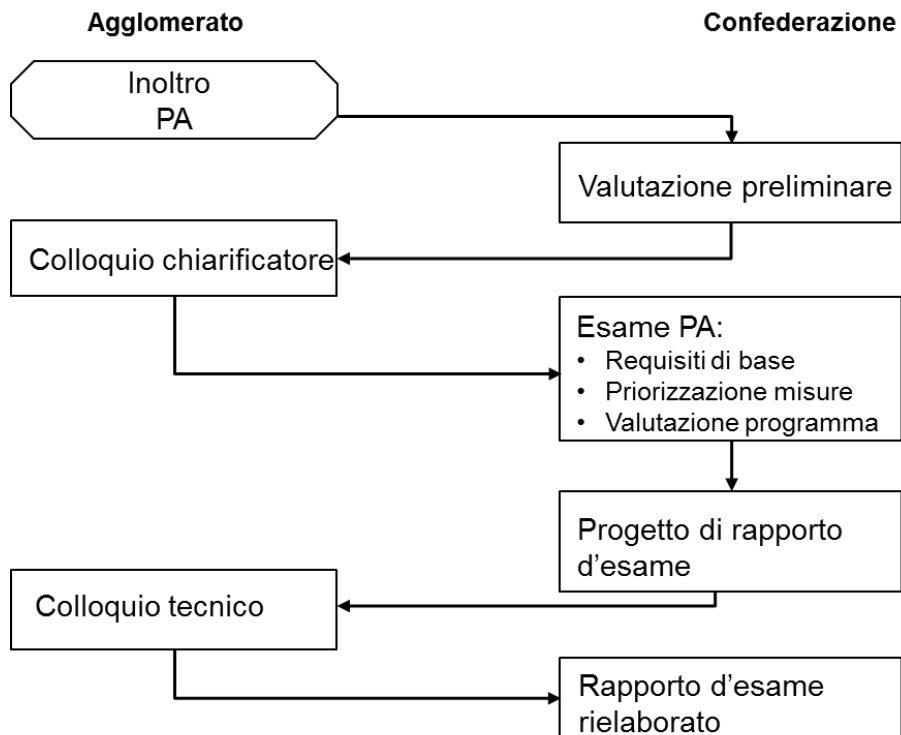 Agglomerato
Confederazione
Inoltro
PA
Valutazione preliminare
Colloquio chiarificatore
Esame PA:
• Requisiti di base
• Priorizzazione misure
• Valutazione programma
Progetto di rapporto
d’esame
Colloquio tecnico
Rapporto d’esame
rielaborato